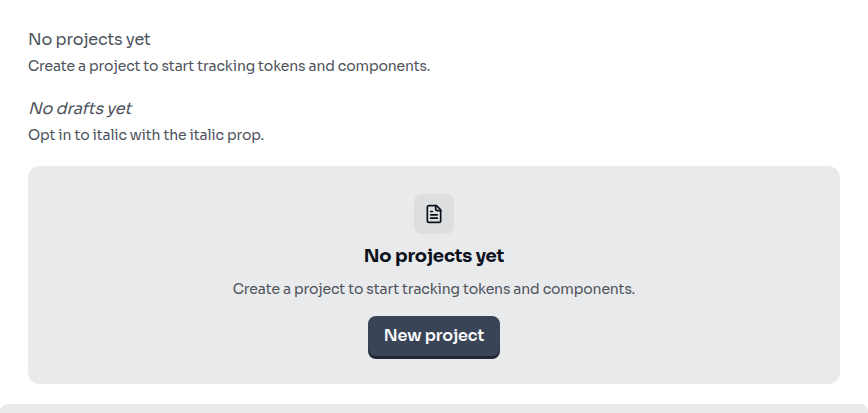 No projects yet
Create a project to start tracking tokens and components.
No drafts yet
Opt in to italic with the italic prop.
No projects yet
Create a project to start tracking tokens and components.
New project